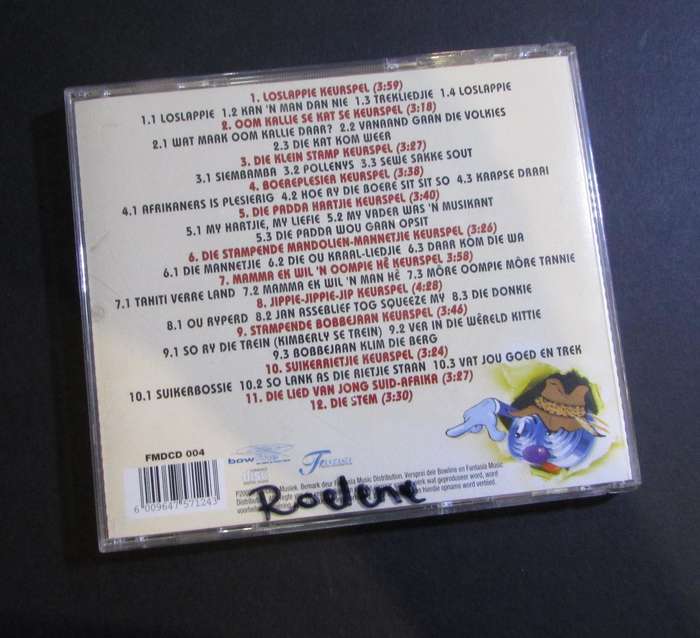 1. LOSLAPPIE KEURSPEL (3:59)
1.1 LOSLAPPIE 1.2 KAN 'N MAN DAN NIE 1.3 TREKLIEDJIE 1.4 LOSLAPPIE
2. OOM KALLIE SE KAT SE KEURSPEL (3:18)
2.1 WAT MAAK OOM KALLIE DAAR? 2.2 VANAAND GAAN DIE VOLKIES
2.3 DIE KAT KOM WEER
3. DIE KLEIN STAMP KEURSPEL (3:27)
3.1 SIEMBAMBA 3.2 POLLENYS 3.3 SEWE SAKKE SOUT
4. BOEREPLESIER KEURSPEL (3:38)
4.1 AFRIKANERS IS PLESIERIG 4.2 HOE RY DIE BOERE SIT SIT SO 4.3 KAAPSE DRAAI
5. DIE PADDA HARTJIE KEURSPEL (3:40)
5.1 MY HARTJIE, MY LIEFIE 5.2 MY VADER WAS 'N MUSIKANT
5.3 DIE PADDA WOU GAAN OPSIT
6. DIE STAMPENDE MANDOLIEN-MANNETJIE KEURSPEL (3:26)
6.1 DIE MANNETJIE 6.2 DIE OU KRAAL-LIEDJIE 6.3 DAAR KOM DIE WA
7. MAMMA EK WIL 'N OOMPIE HÊ KEURSPEL (3:58)
7.1 TAHITI VERRE LAND 7.2 MAMMA EK WIL 'N MAN HÊ 7.3 MÔRE OOMPIE MÔRE TANNIE
8. JIPPIE-JIPPIE-JIP KEURSPEL (4:28)
8.1 OU RYPERD 8.2 JAN ASSEBLIEF TOG SQUEEZE MY 8.3 DIE DONKIE
9. STAMPENDE BOBBEJAAN KEURSPEL (3:46)
9.1 SO RY DIE TREIN (KIMBERLY SE TREIN) 9.2 VER IN DIE WÊRELD KITTIE
9.3 BOBBEJAAN KLIM DIE BERG
10. SUIKERRIETJIE KEURSPEL (3:24)
10.1 SUIKERBOSSIE 10.2 SO LANK AS DIE RIETJIE STAAN 10.3 VAT JOU GOED EN TREK
11. DIE LIED VAN JONG SUID-AFRIKA (3:27)
12. DIE STEM (3:30)
FMDCD 004
6 009647 571243
Roelene